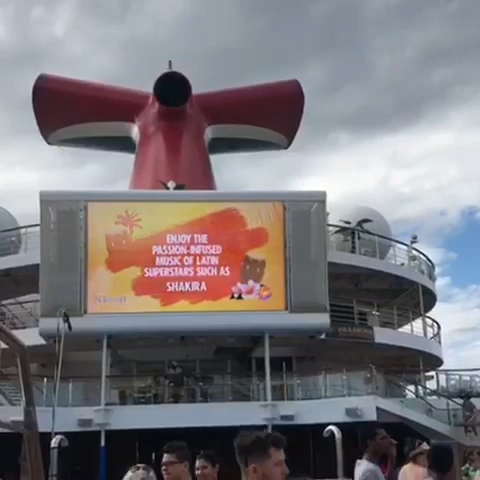 ENJOY THE
PASSION-INFUSED
MUSIC OF LATIN
SUPERSTARS SUCH AS
SHAKIRA